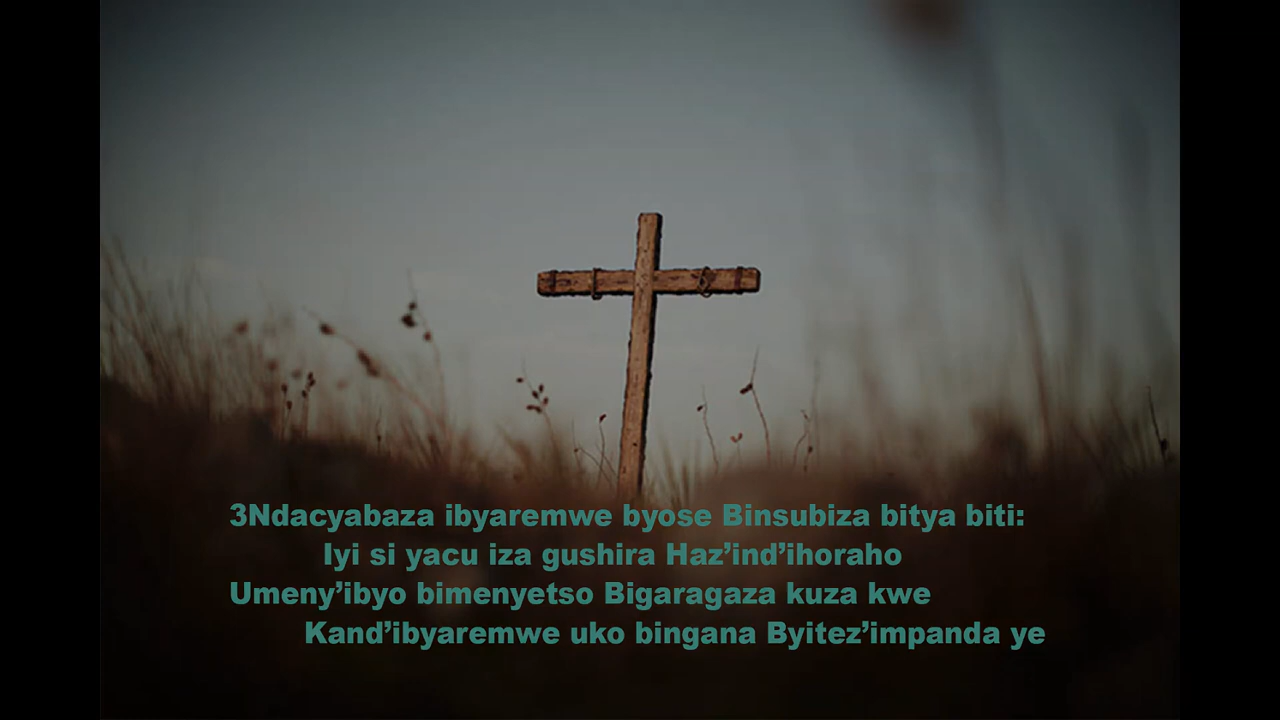 3Ndacyabaza ibyaremwe byose Binsubiza bitya biti:
Iyi si yacu iza gushira Haz’ind’ihoraho
Umeny’ibyo bimenyetso Bigaragaza kuza kwe
Kand’ibyaremwe uko bingana Byitez’impanda ye